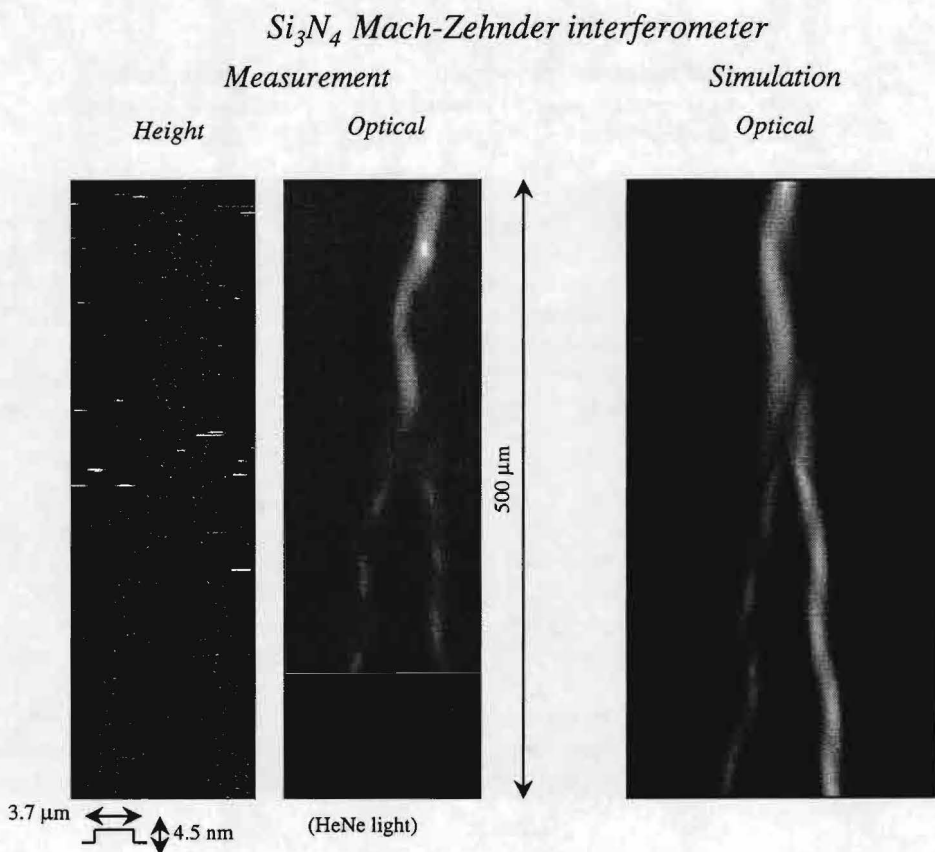 Si₃N₄ Mach-Zehnder interferometer
Measurement
Simulation
Height
Optical
Optical
500 μm
3.7 μm
4.5 nm
(HeNe light)